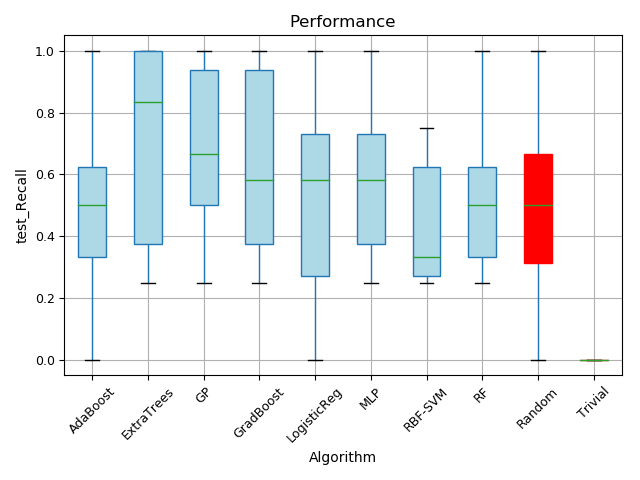 Performance
test_Recall
1.0
0.8
0.6
0.4
0.2
0.0
AdaBoost
ExtraTrees
GP
GradBoost
LogisticReg
MLP
RBF-SVM
RF
Random
Trivial
Algorithm